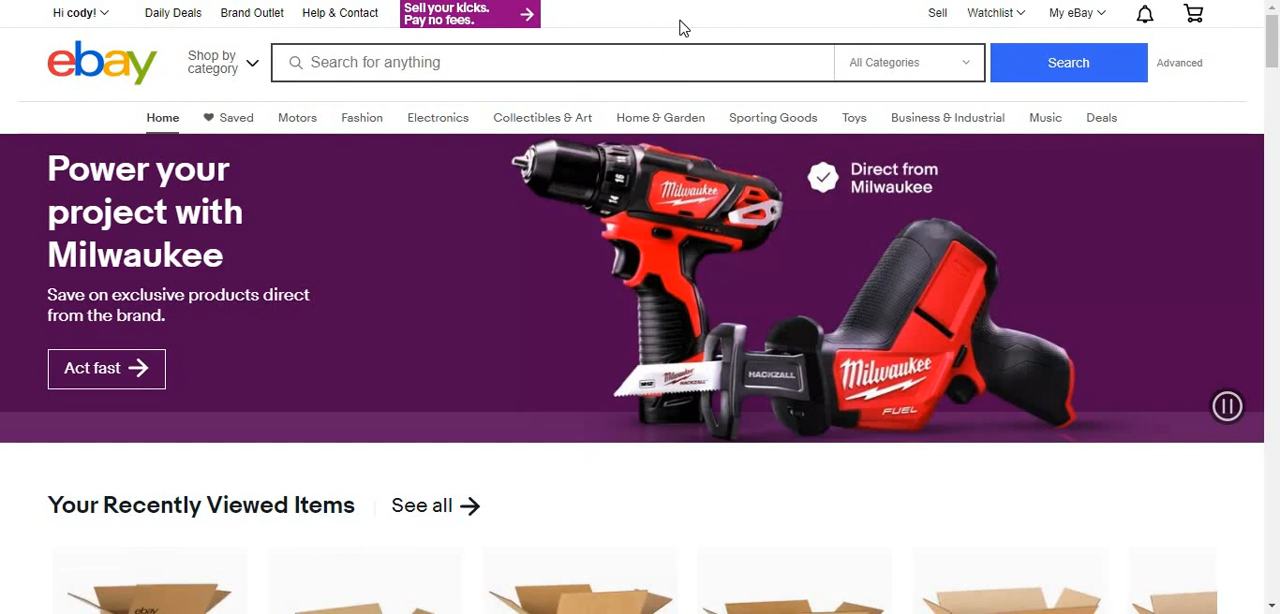 Hi cody!
Daily Deals
Brand Outlet
Help & Contact
Sell your kicks.
Pay no fees.
Sell
Watchlist
My eBay
ebay
Shop by
category
Search for anything
All Categories
Search
Advanced
Home
Saved
Motors
Fashion
Electronics
Collectibles & Art
Home & Garden
Sporting Goods
Toys
Business & Industrial
Music
Deals
Power your
project with
Milwaukee
Save on exclusive products direct
from the brand.
Act fast
Milwaukee
Direct from
Milwaukee
Milwaukee
HACKZALL
Milwaukee
FUEL
Your Recently Viewed Items
See all
ebay